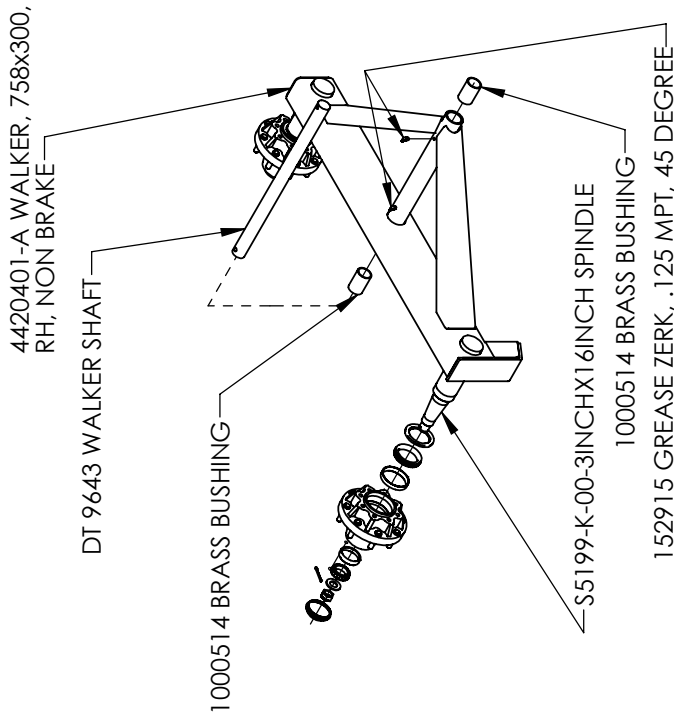 4420401-A WALKER, 758x300,
RH, NON BRAKE
DT 9643 WALKER SHAFT
1000514 BRASS BUSHING
S5199-K-00-3INCHX16INCH SPINDLE
1000514 BRASS BUSHING
152915 GREASE ZERK, .125 MPT, 45 DEGREE